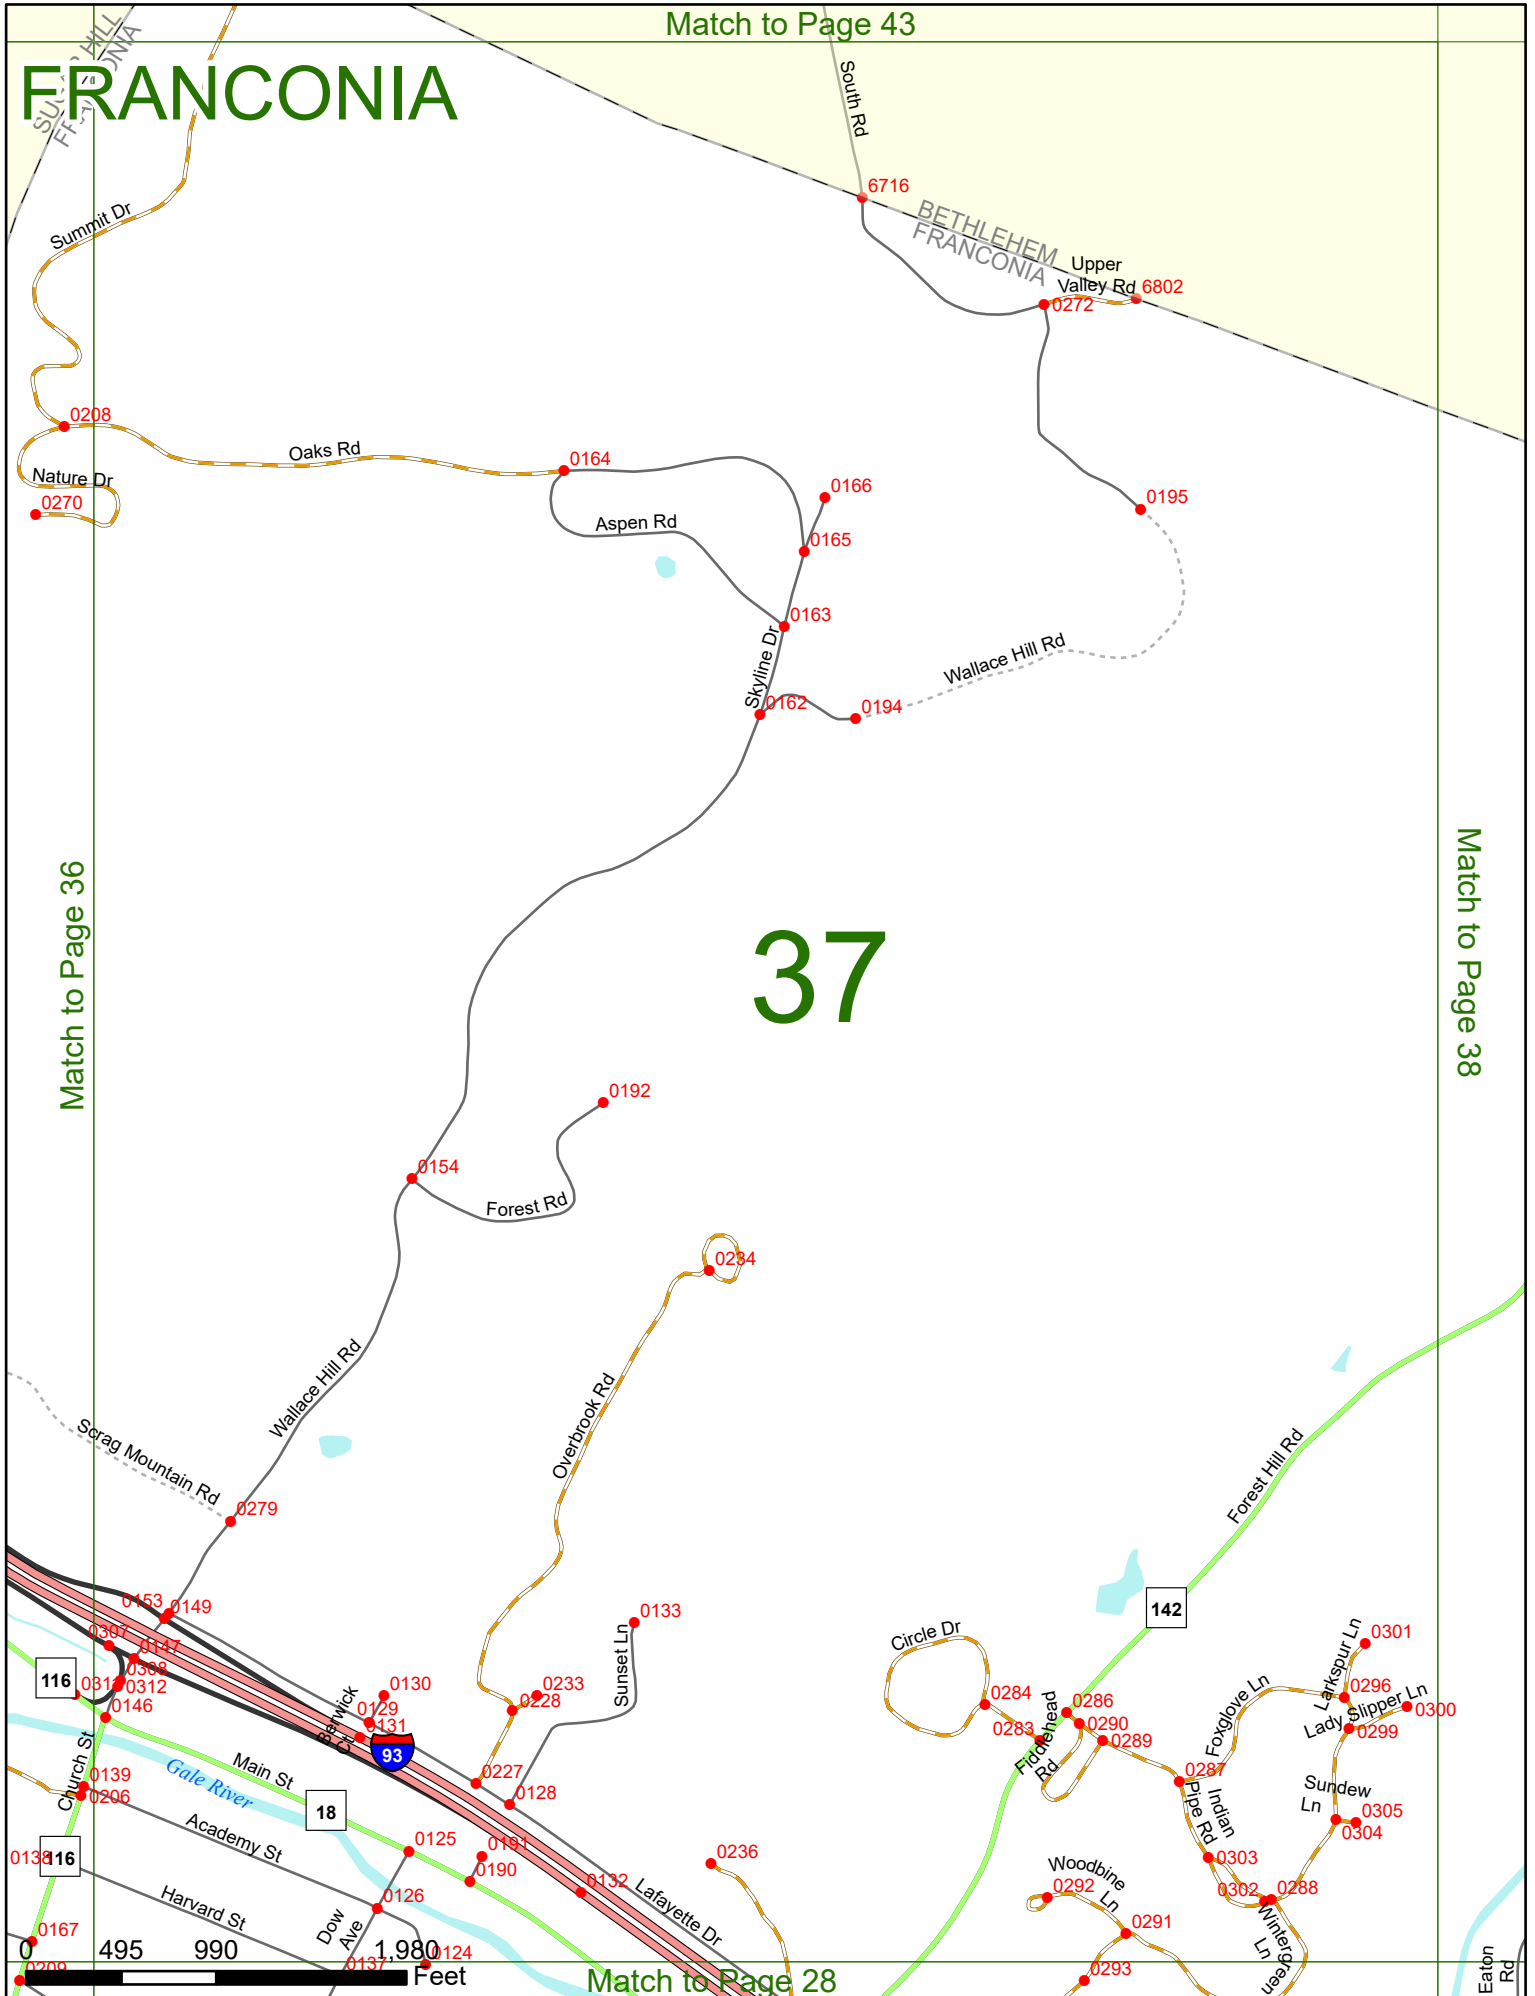 Match to Page 43
FRANCONIA
SUGAR HILL
FRANCONIA
South Rd
6716
BETHLEHEM
FRANCONIA
Upper
Valley Rd
6802
0272
Summit Dr
0208
Oaks Rd
0164
Nature Dr
0270
0166
Aspen Rd
0195
0165
0163
Skyline Dr
Wallace Hill Rd
0162
0194
Match to Page 36
37
Match to Page 38
0192
0154
Forest Rd
0234
Wallace Hill Rd
Overbrook Rd
Scrag Mountain Rd
0279
Forest Hill Rd
142
0153
0149
0133
0307
0147
0308
0312
116
0146
Sunset Ln
Circle Dr
0284
0283
0286
0290
0289
Fiddlehead
Rd
0287
Foxglove Ln
Larkspur Ln
0301
0296
Lady Slipper Ln
0300
0299
Berwick
Ct
0130
0129
0131
93
0233
0228
0227
0128
Church St
0139
0206
Main St
Gale River
18
Academy St
0125
0191
0190
0132
Lafayette Dr
0236
Sundew
Ln
0305
0304
Indian
Pipe Rd
0303
0302
0288
Wintergreen
Ln
Woodbine
Ln
0292
0291
0293
0138
116
Harvard St
0126
Dow
Ave
0167
0124
0137
0209
0 495 990 1,980
Feet
Match to Page 28
Eaton
Rd